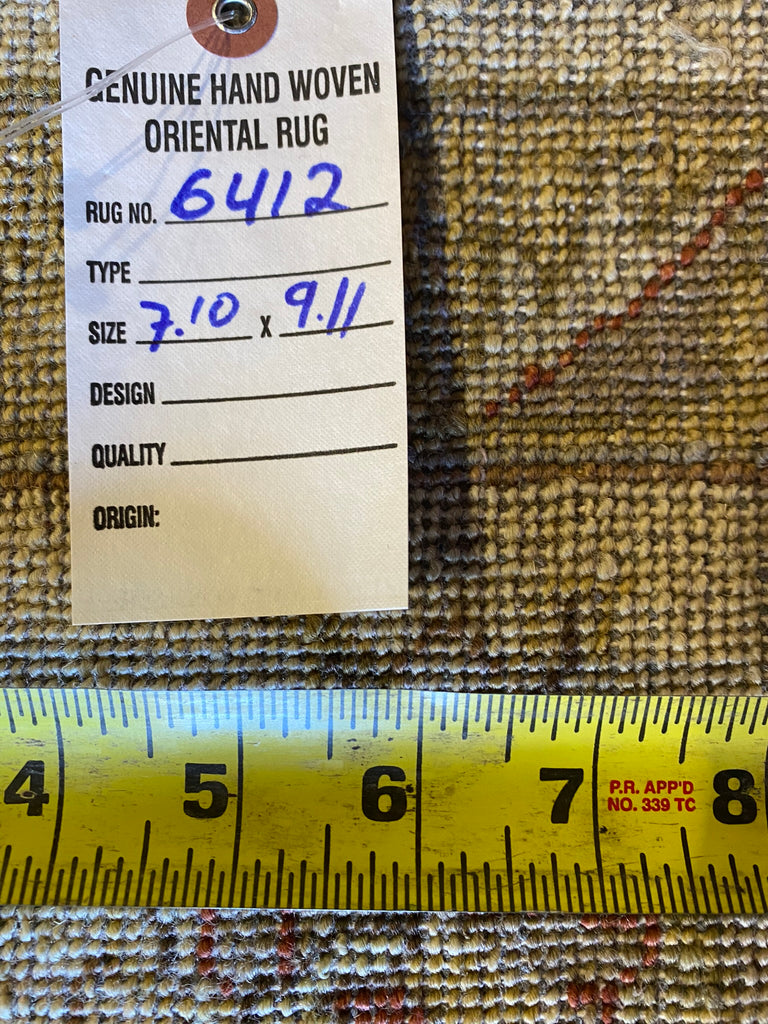 GENUINE HAND WOVEN
ORIENTAL RUG
RUG NO. 6412
TYPE
SIZE 7.10 X 9.11
DESIGN
QUALITY
ORIGIN:
4 5 6 7 8
P.R. APP'D
NO. 339 TC